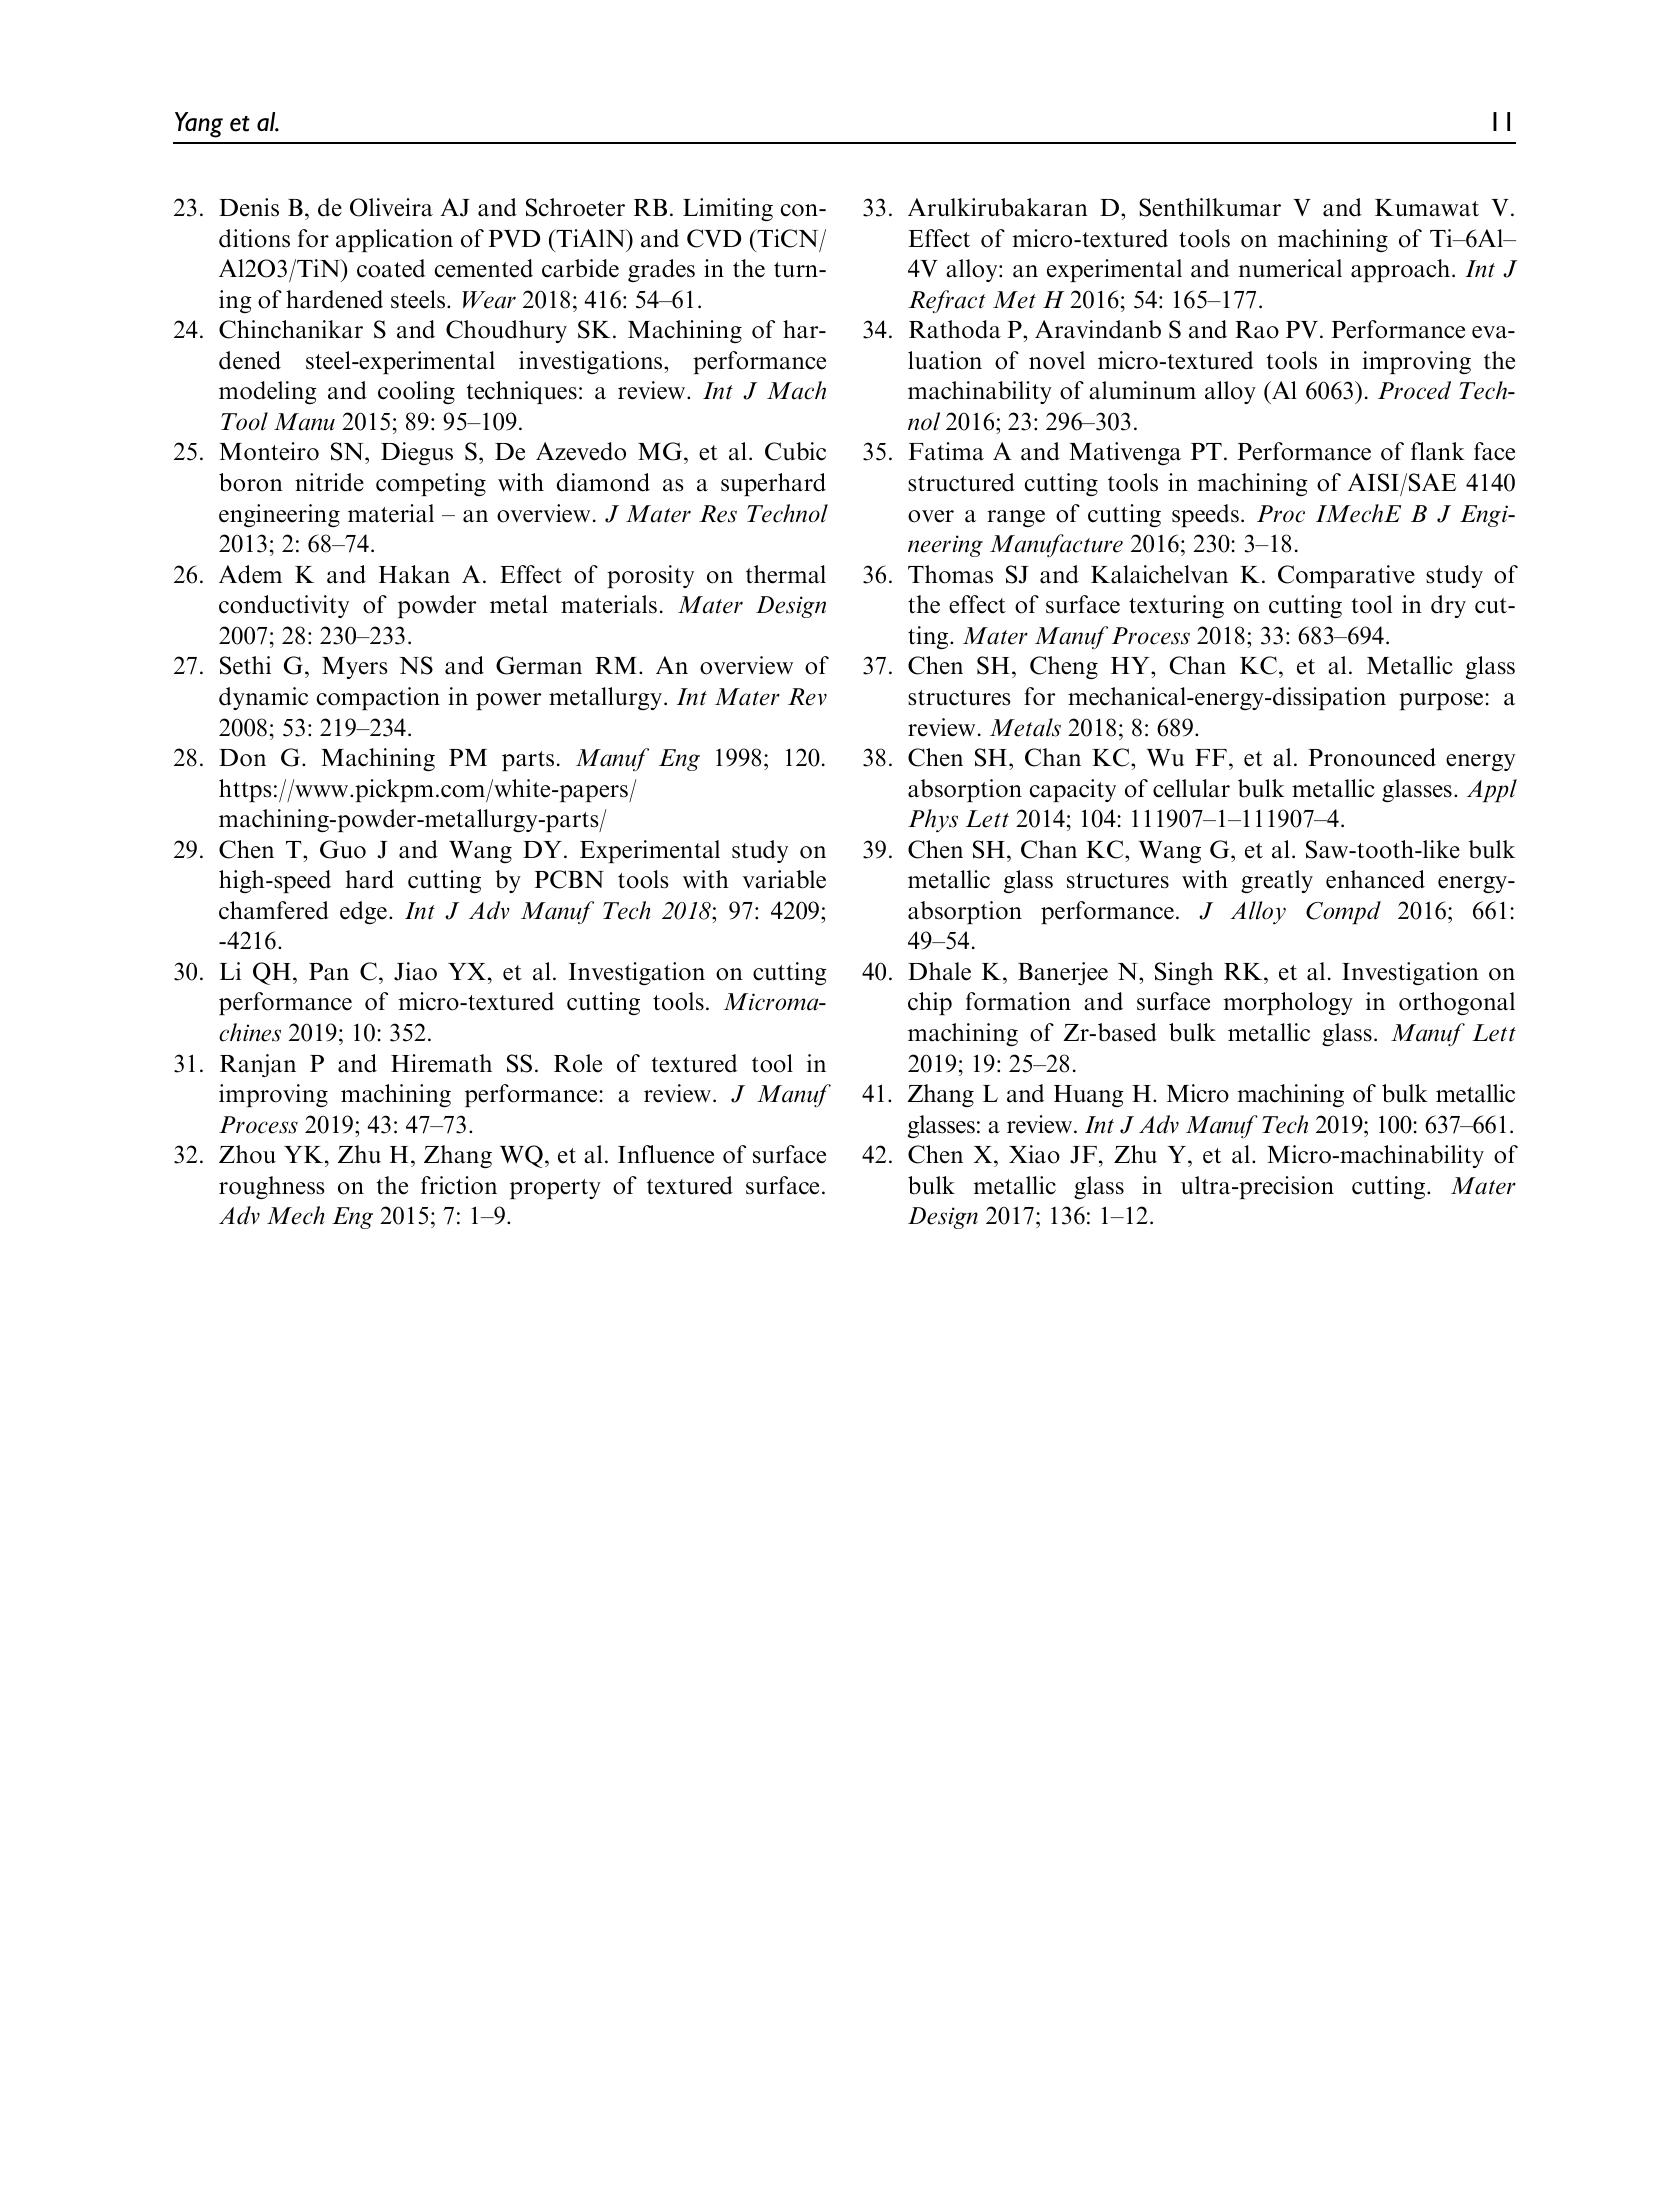 Yang et al.
11
23. Denis B, de Oliveira AJ and Schroeter RB. Limiting con-
ditions for application of PVD (TiAlN) and CVD (TiCN/
Al2O3/TiN) coated cemented carbide grades in the turn-
ing of hardened steels. Wear 2018; 416: 54–61.
24. Chinchanikar S and Choudhury SK. Machining of har-
dened steel-experimental investigations, performance
modeling and cooling techniques: a review. Int J Mach
Tool Manu 2015; 89: 95–109.
25. Monteiro SN, Diegus S, De Azevedo MG, et al. Cubic
boron nitride competing with diamond as a superhard
engineering material – an overview. J Mater Res Technol
2013; 2: 68–74.
26. Adem K and Hakan A. Effect of porosity on thermal
conductivity of powder metal materials. Mater Design
2007; 28: 230–233.
27. Sethi G, Myers NS and German RM. An overview of
dynamic compaction in power metallurgy. Int Mater Rev
2008; 53: 219–234.
28. Don G. Machining PM parts. Manuf Eng 1998; 120.
https://www.pickpm.com/white-papers/
machining-powder-metallurgy-parts/
29. Chen T, Guo J and Wang DY. Experimental study on
high-speed hard cutting by PCBN tools with variable
chamfered edge. Int J Adv Manuf Tech 2018; 97: 4209;
-4216.
30. Li QH, Pan C, Jiao YX, et al. Investigation on cutting
performance of micro-textured cutting tools. Microma-
chines 2019; 10: 352.
31. Ranjan P and Hiremath SS. Role of textured tool in
improving machining performance: a review. J Manuf
Process 2019; 43: 47–73.
32. Zhou YK, Zhu H, Zhang WQ, et al. Influence of surface
roughness on the friction property of textured surface.
Adv Mech Eng 2015; 7: 1–9.
33. Arulkirubakaran D, Senthilkumar V and Kumawat V.
Effect of micro-textured tools on machining of Ti–6Al–
4V alloy: an experimental and numerical approach. Int J
Refract Met H 2016; 54: 165–177.
34. Rathoda P, Aravindanb S and Rao PV. Performance eva-
luation of novel micro-textured tools in improving the
machinability of aluminum alloy (Al 6063). Proced Tech-
nol 2016; 23: 296–303.
35. Fatima A and Mativenga PT. Performance of flank face
structured cutting tools in machining of AISI/SAE 4140
over a range of cutting speeds. Proc IMechE B J Engi-
neering Manufacture 2016; 230: 3–18.
36. Thomas SJ and Kalaichelvan K. Comparative study of
the effect of surface texturing on cutting tool in dry cut-
ting. Mater Manuf Process 2018; 33: 683–694.
37. Chen SH, Cheng HY, Chan KC, et al. Metallic glass
structures for mechanical-energy-dissipation purpose: a
review. Metals 2018; 8: 689.
38. Chen SH, Chan KC, Wu FF, et al. Pronounced energy
absorption capacity of cellular bulk metallic glasses. Appl
Phys Lett 2014; 104: 111907–1–111907–4.
39. Chen SH, Chan KC, Wang G, et al. Saw-tooth-like bulk
metallic glass structures with greatly enhanced energy-
absorption performance. J Alloy Compd 2016; 661:
49–54.
40. Dhale K, Banerjee N, Singh RK, et al. Investigation on
chip formation and surface morphology in orthogonal
machining of Zr-based bulk metallic glass. Manuf Lett
2019; 19: 25–28.
41. Zhang L and Huang H. Micro machining of bulk metallic
glasses: a review. Int J Adv Manuf Tech 2019; 100: 637–661.
42. Chen X, Xiao JF, Zhu Y, et al. Micro-machinability of
bulk metallic glass in ultra-precision cutting. Mater
Design 2017; 136: 1–12.